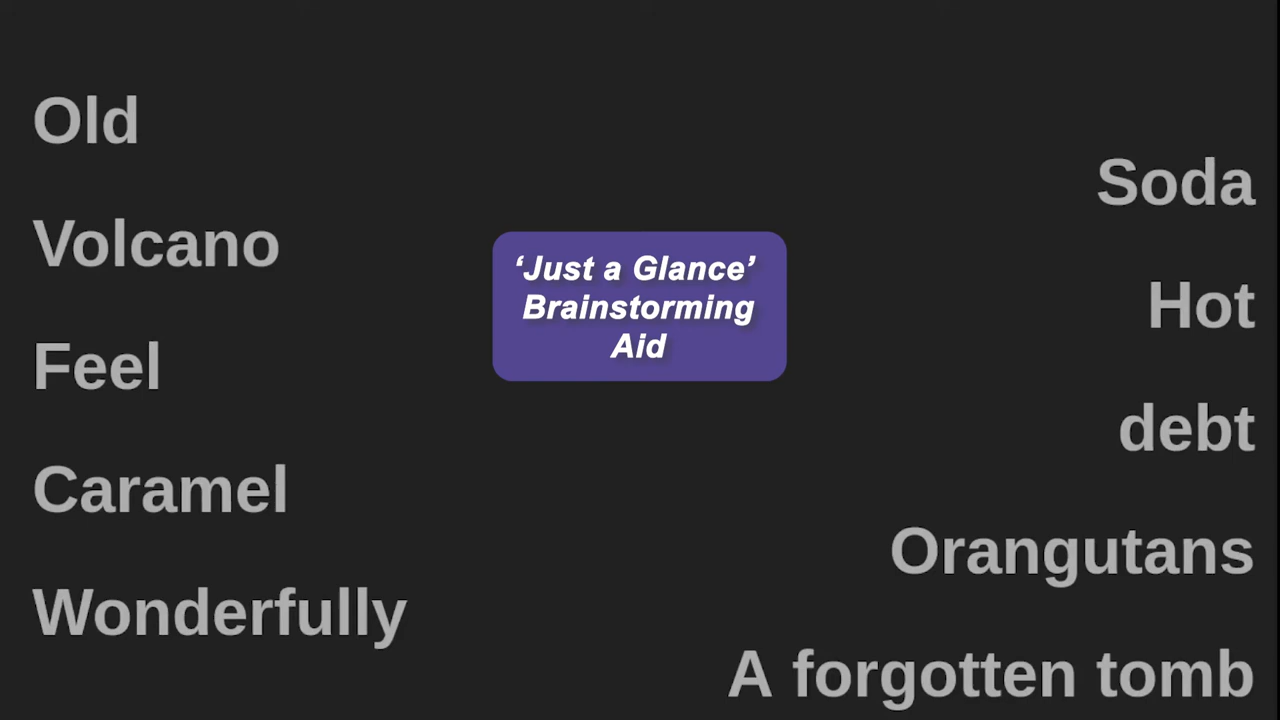 Old
Volcano
Feel
Caramel
Wonderfully
‘Just a Glance’
Brainstorming
Aid
Soda
Hot
debt
Orangutans
A forgotten tomb